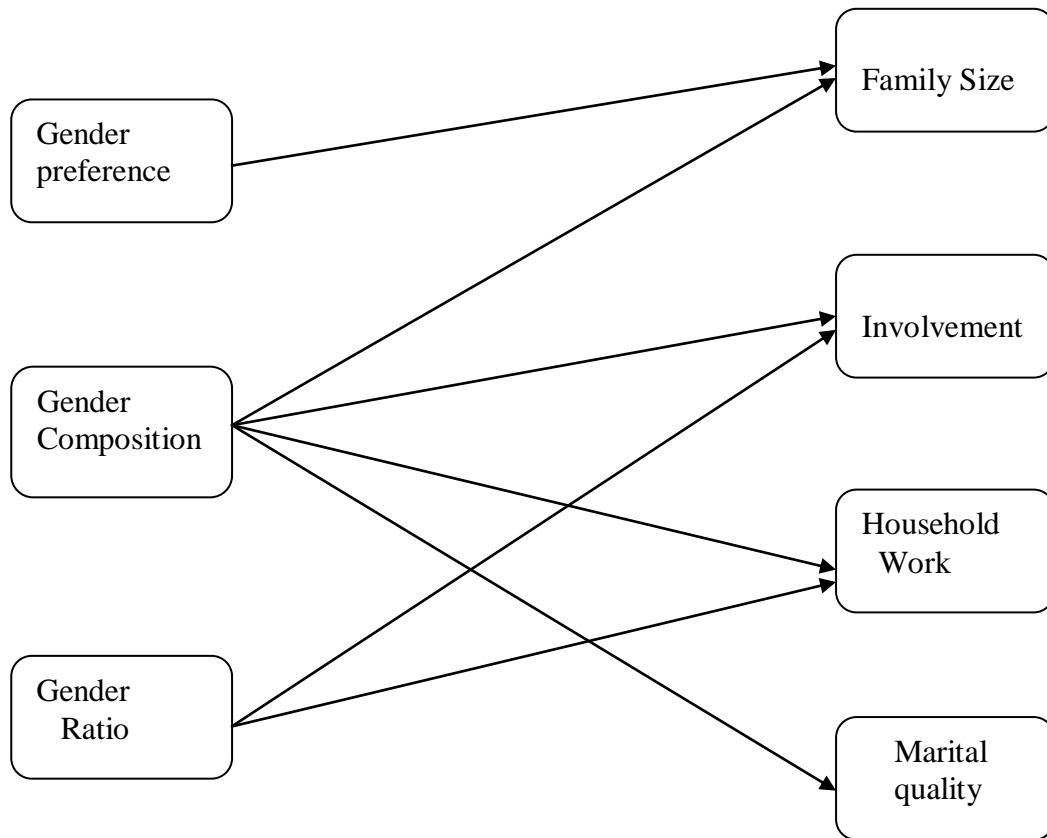 Family Size
Gender
preference
Involvement
Gender
Composition
Household
Work
Gender
Ratio
Marital
quality